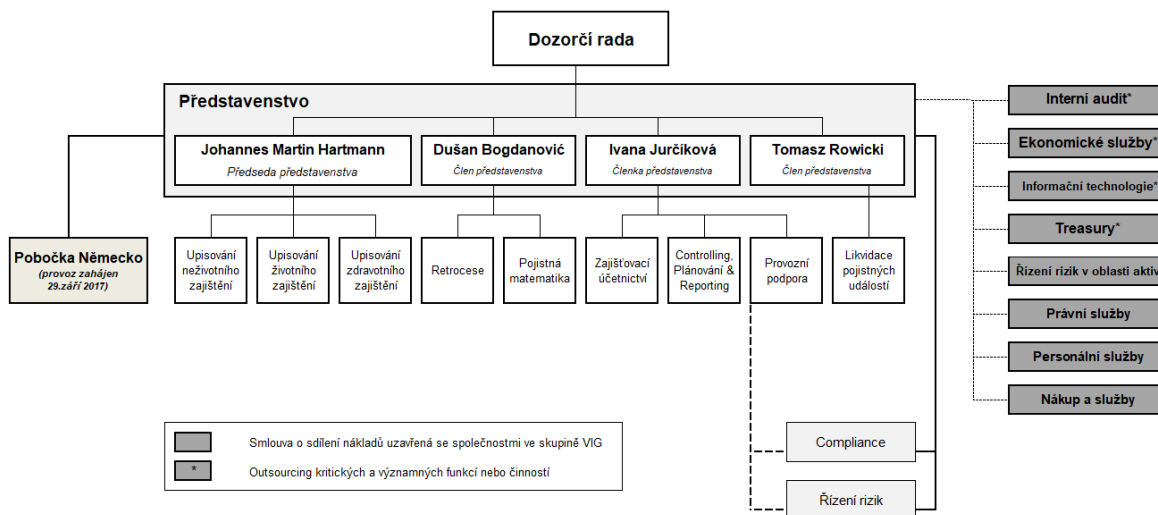 Dozorčí rada
Představenstvo
Johannes Martin Hartmann
Předseda představenstva
Dušan Bogdanović
Člen představenstva
Ivana Jurčíková
Členka představenstva
Tomasz Rowicki
Člen představenstva
Pobočka Německo
(provoz zahájen
29.září 2017)
Upisování
neživotního
zajištění
Upisování
životního
zajištění
Upisování
zdravotního
zajištění
Retrocese
Pojistná
matematika
Zajišťovací
účetnictví
Controlling,
Plánování &
Reporting
Provozní
podpora
Likvidace
pojistných
událostí
Interní audit*
Ekonomické služby*
Informační technologie*
Treasury*
Řízení rizik v oblasti aktiv
Právní služby
Personální služby
Nákup a služby
Compliance
Řízení rizik
Smlouva o sdílení nákladů uzavřená se společnostmi ve skupině VIG
* Outsourcing kritických a významných funkcí nebo činností